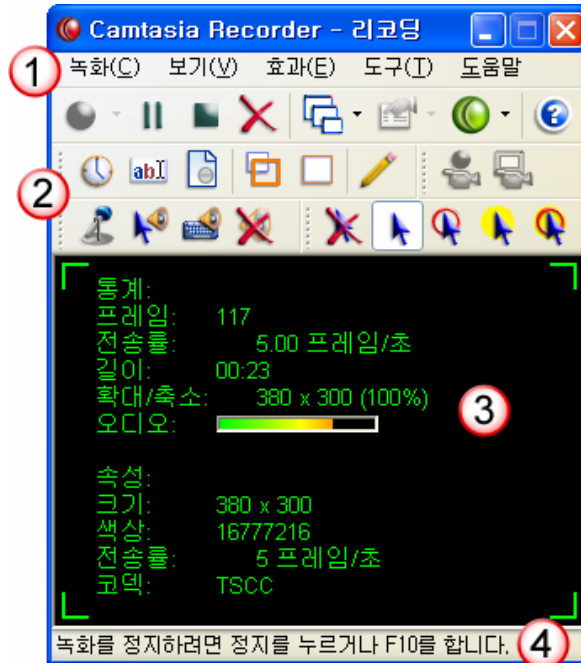 Camtasia Recorder - 리코딩
1 녹화(C) 보기(V) 효과(E) 도구(T) 도움말
?
2
abI
통계:
프레임: 117
전송률: 5.00 프레임/초
길이: 00:23
확대/축소: 380 x 300 (100%)
3
오디오:
속성:
크기: 380 x 300
색상: 16777216
전송률: 5 프레임/초
코덱: TSCC
녹화를 정지하려면 정지를 누르거나 F10를 합니다. 4